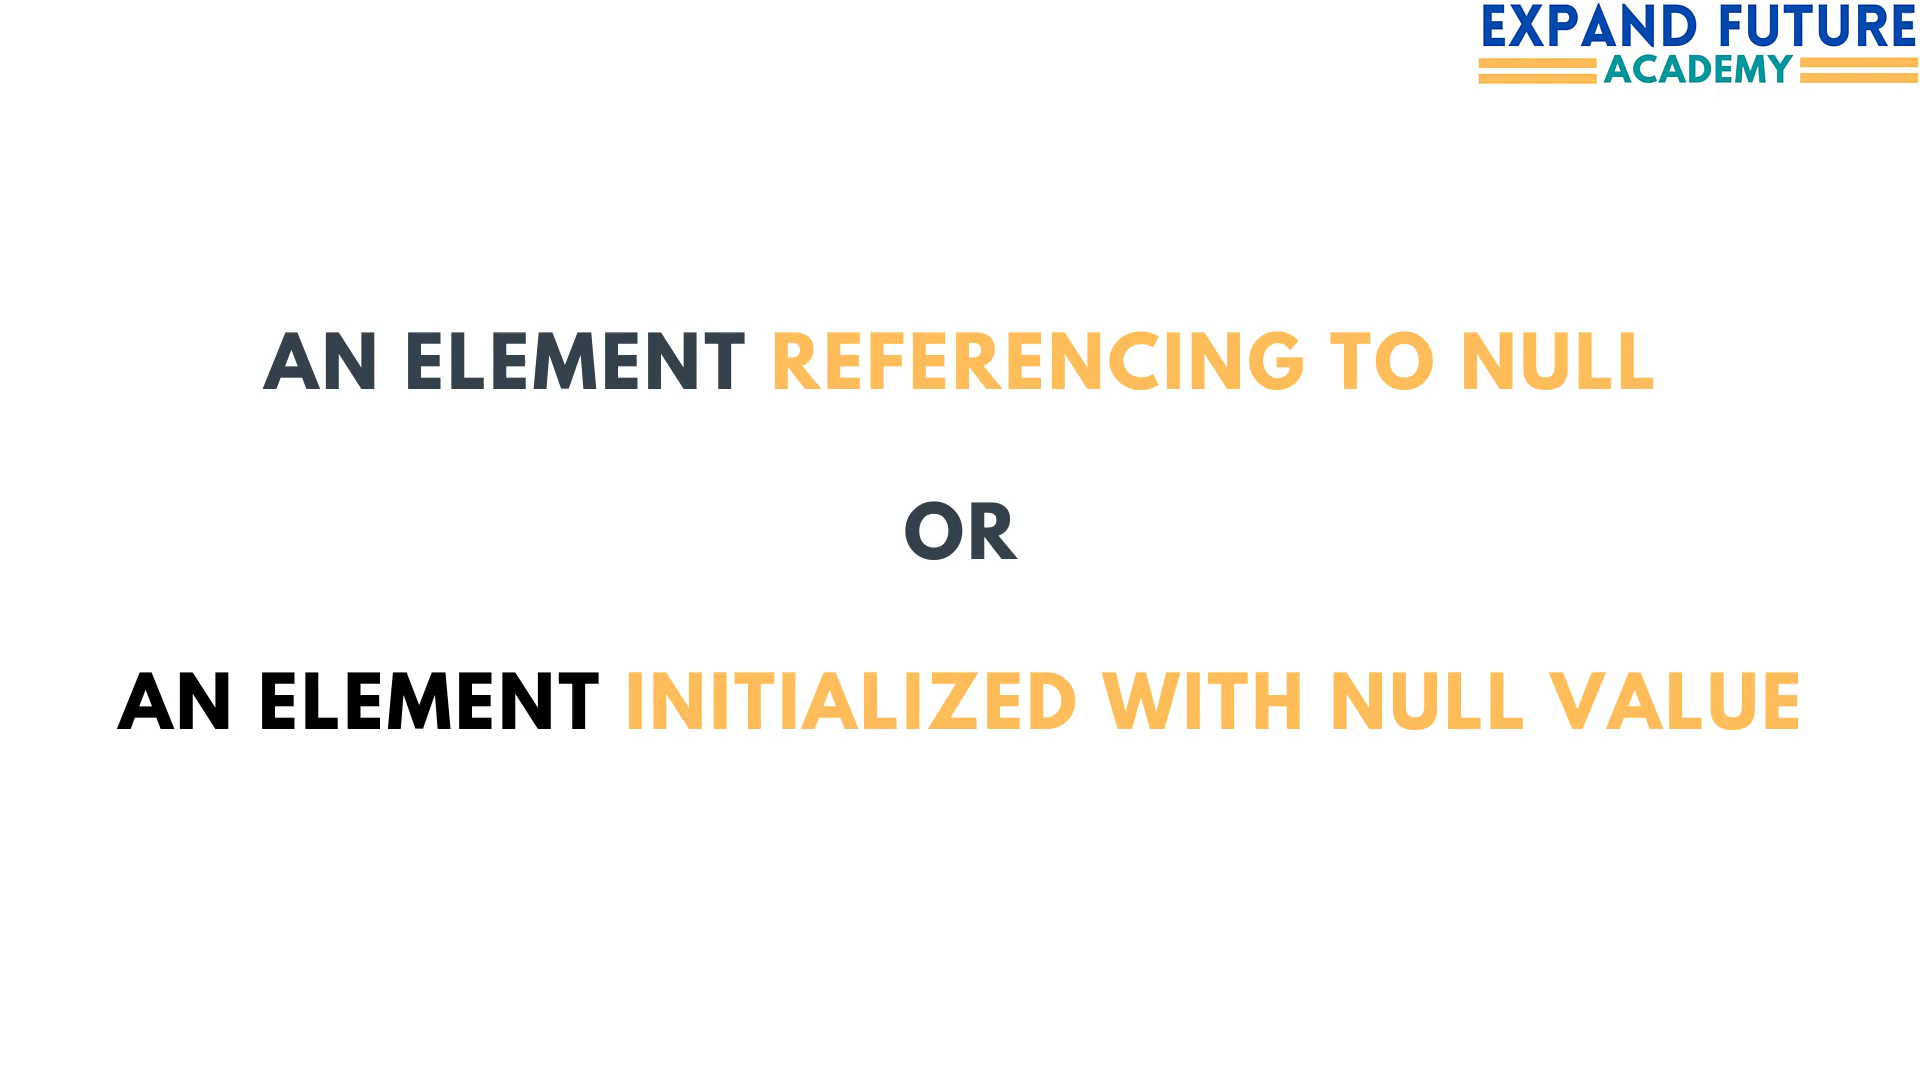 EXPAND FUTURE
ACADEMY
AN ELEMENT REFERENCING TO NULL
OR
AN ELEMENT INITIALIZED WITH NULL VALUE